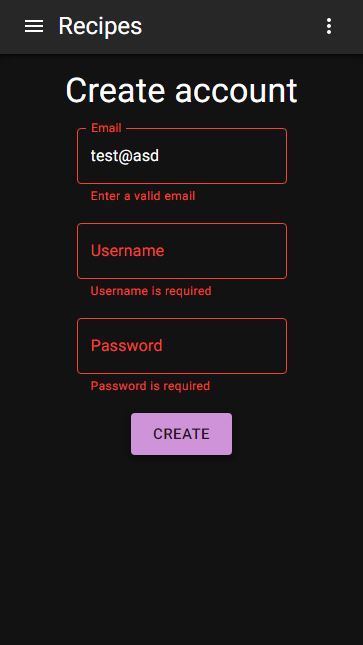 Recipes
Create account
Email
test@asd
Enter a valid email
Username
Username is required
Password
Password is required
CREATE